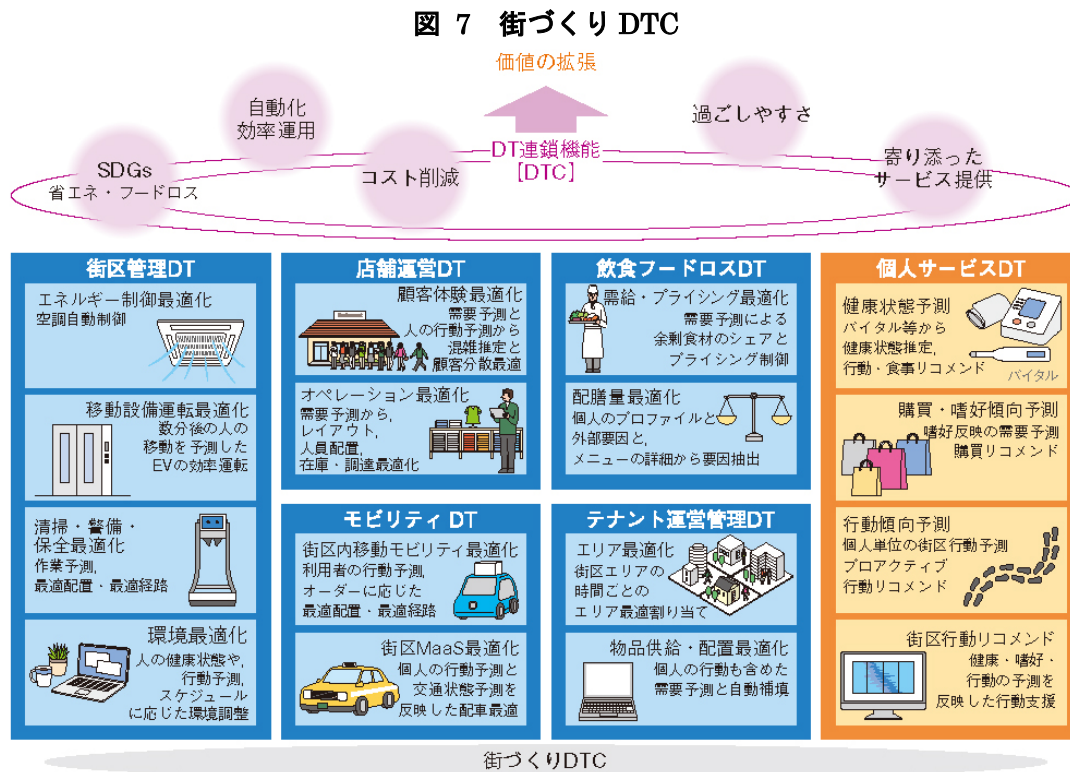 図 7 街づくり DTC
価値の拡張
自動化
効率運用
過ごしやすさ
SDGs
省エネ・フードロス
コスト削減
DT連鎖機能
[DTC]
寄り添った
サービス提供
街区管理DT
エネルギー制御最適化
空調自動制御
移動設備運転最適化
数分後の人の
移動を予測した
EVの効率運転
清掃・警備・
保全最適化
作業予測,
最適配置・最適経路
環境最適化
人の健康状態や,
行動予測,
スケジュール
に応じた環境調整
店舗運営DT
顧客体験最適化
需要予測と
人の行動予測から
混雑推定と
顧客分散最適
オペレーション最適化
需要予測から,
レイアウト,
人員配置,
在庫・調達最適化
飲食フードロスDT
需給・プライシング最適化
需要予測による
余剰食材のシェアと
プライシング制御
配膳量最適化
個人のプロファイルと
外部要因と,
メニューの詳細から要因抽出
モビリティ DT
街区内移動モビリティ最適化
利用者の行動予測,
オーダーに応じた
最適配置・最適経路
街区MaaS最適化
個人の行動予測と
交通状態予測を
反映した配車最適
テナント運営管理DT
エリア最適化
街区エリアの
時間ごとの
エリア最適割り当て
物品供給・配置最適化
個人の行動も含めた
需要予測と自動補填
個人サービスDT
健康状態予測
バイタル等から
健康状態推定,
行動・食事リコメンド
バイタル
購買・嗜好傾向予測
嗜好反映の需要予測
購買リコメンド
行動傾向予測
個人単位の街区行動予測
プロアクティブ
行動リコメンド
街区行動リコメンド
健康・嗜好・
行動の予測を
反映した行動支援
街づくりDTC